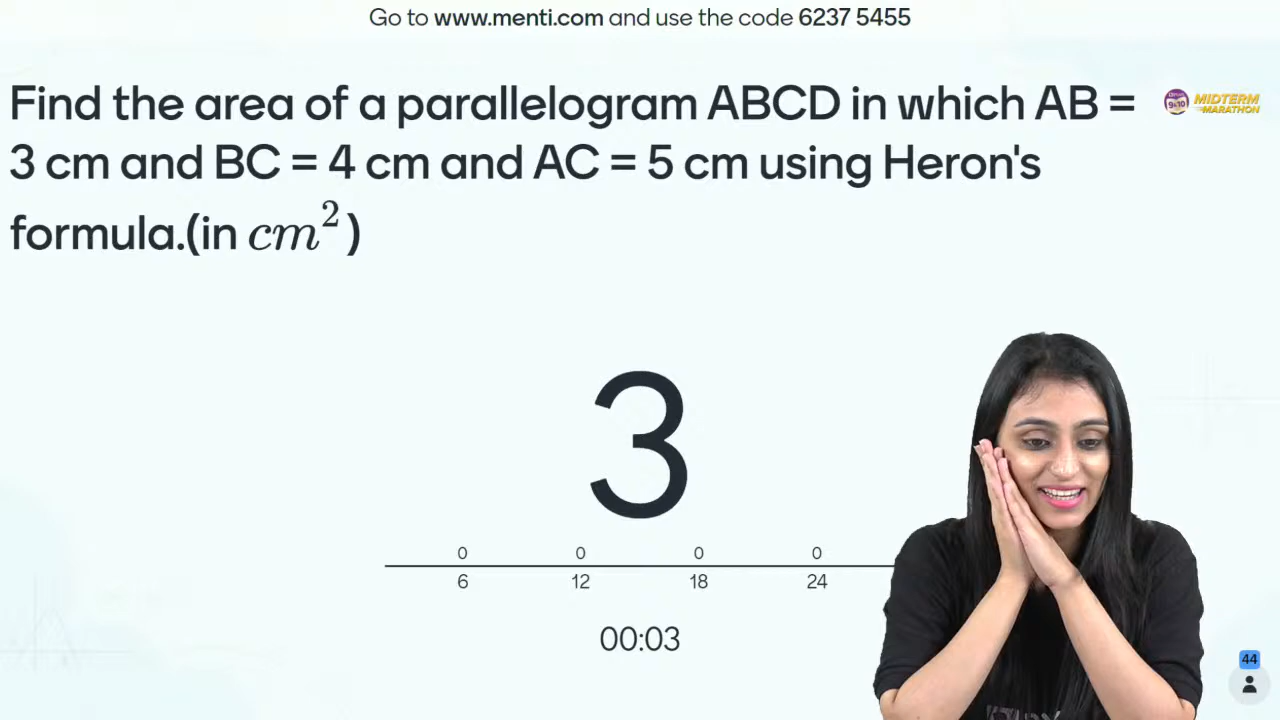 Go to www.menti.com and use the code 6237 5455
Find the area of a parallelogram ABCD in which AB =
3 cm and BC = 4 cm and AC = 5 cm using Heron's
formula.(in cm²)
9&10 MIDTERM
MARATHON
3
0 0 0 0
6 12 18 24
00:03
44